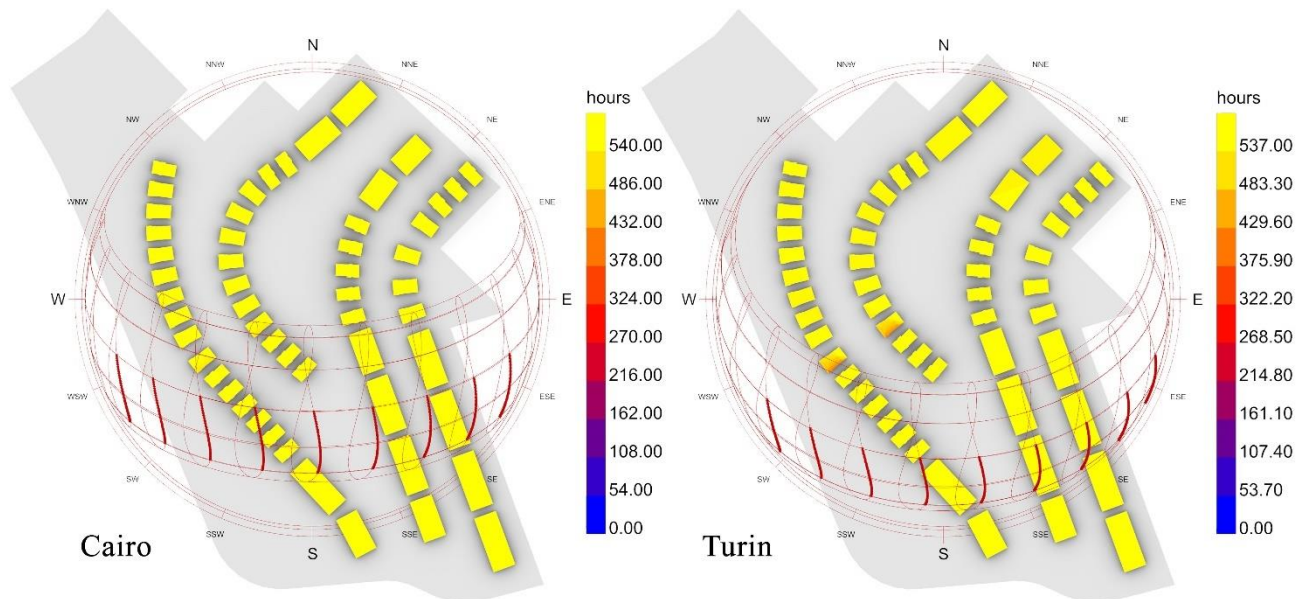 N
NNW
NNE
NW
NE
WNW
ENE
W
E
WSW
ESE
SW
SE
SSW
SSE
S
Cairo
hours
540.00
486.00
432.00
378.00
324.00
270.00
216.00
162.00
108.00
54.00
0.00
N
NNW
NNE
NW
NE
WNW
ENE
W
E
WSW
ESE
SW
SE
SSW
SSE
S
Turin
hours
537.00
483.30
429.60
375.90
322.20
268.50
214.80
161.10
107.40
53.70
0.00